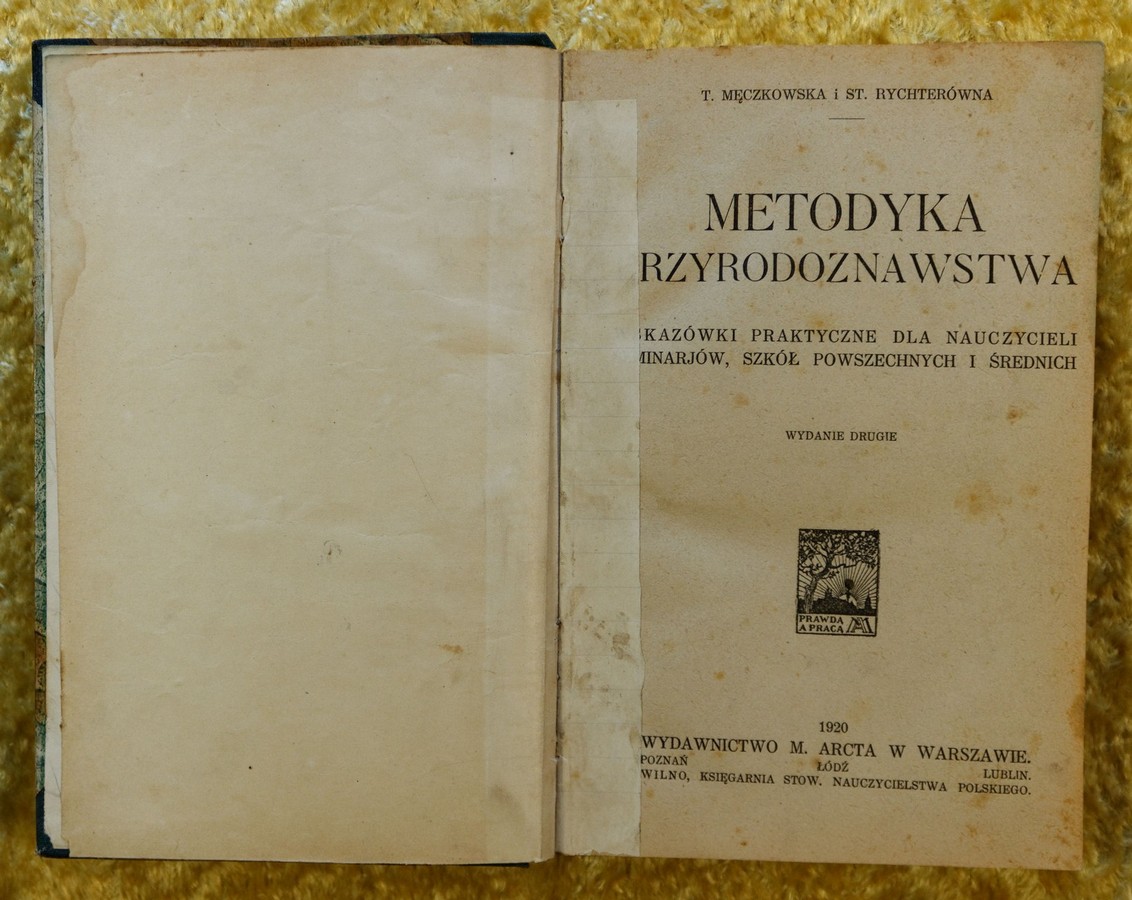 T. MĘCZKOWSKA i ST. RYCHTERÓWNA
METODYKA
RZYRODOZNAWSTWA
KAZÓWKI PRAKTYCZNE DLA NAUCZYCIELI
MINARJÓW, SZKÓŁ POWSZECHNYCH I ŚREDNICH
WYDANIE DRUGIE
PRAWDĄ
A PRACĄ
1920
WYDAWNICTWO M. ARCTA W WARSZAWIE.
POZNAŃ ŁÓDŹ LUBLIN.
WILNO, KSIĘGARNIA STOW. NAUCZYCIELSTWA POLSKIEGO.